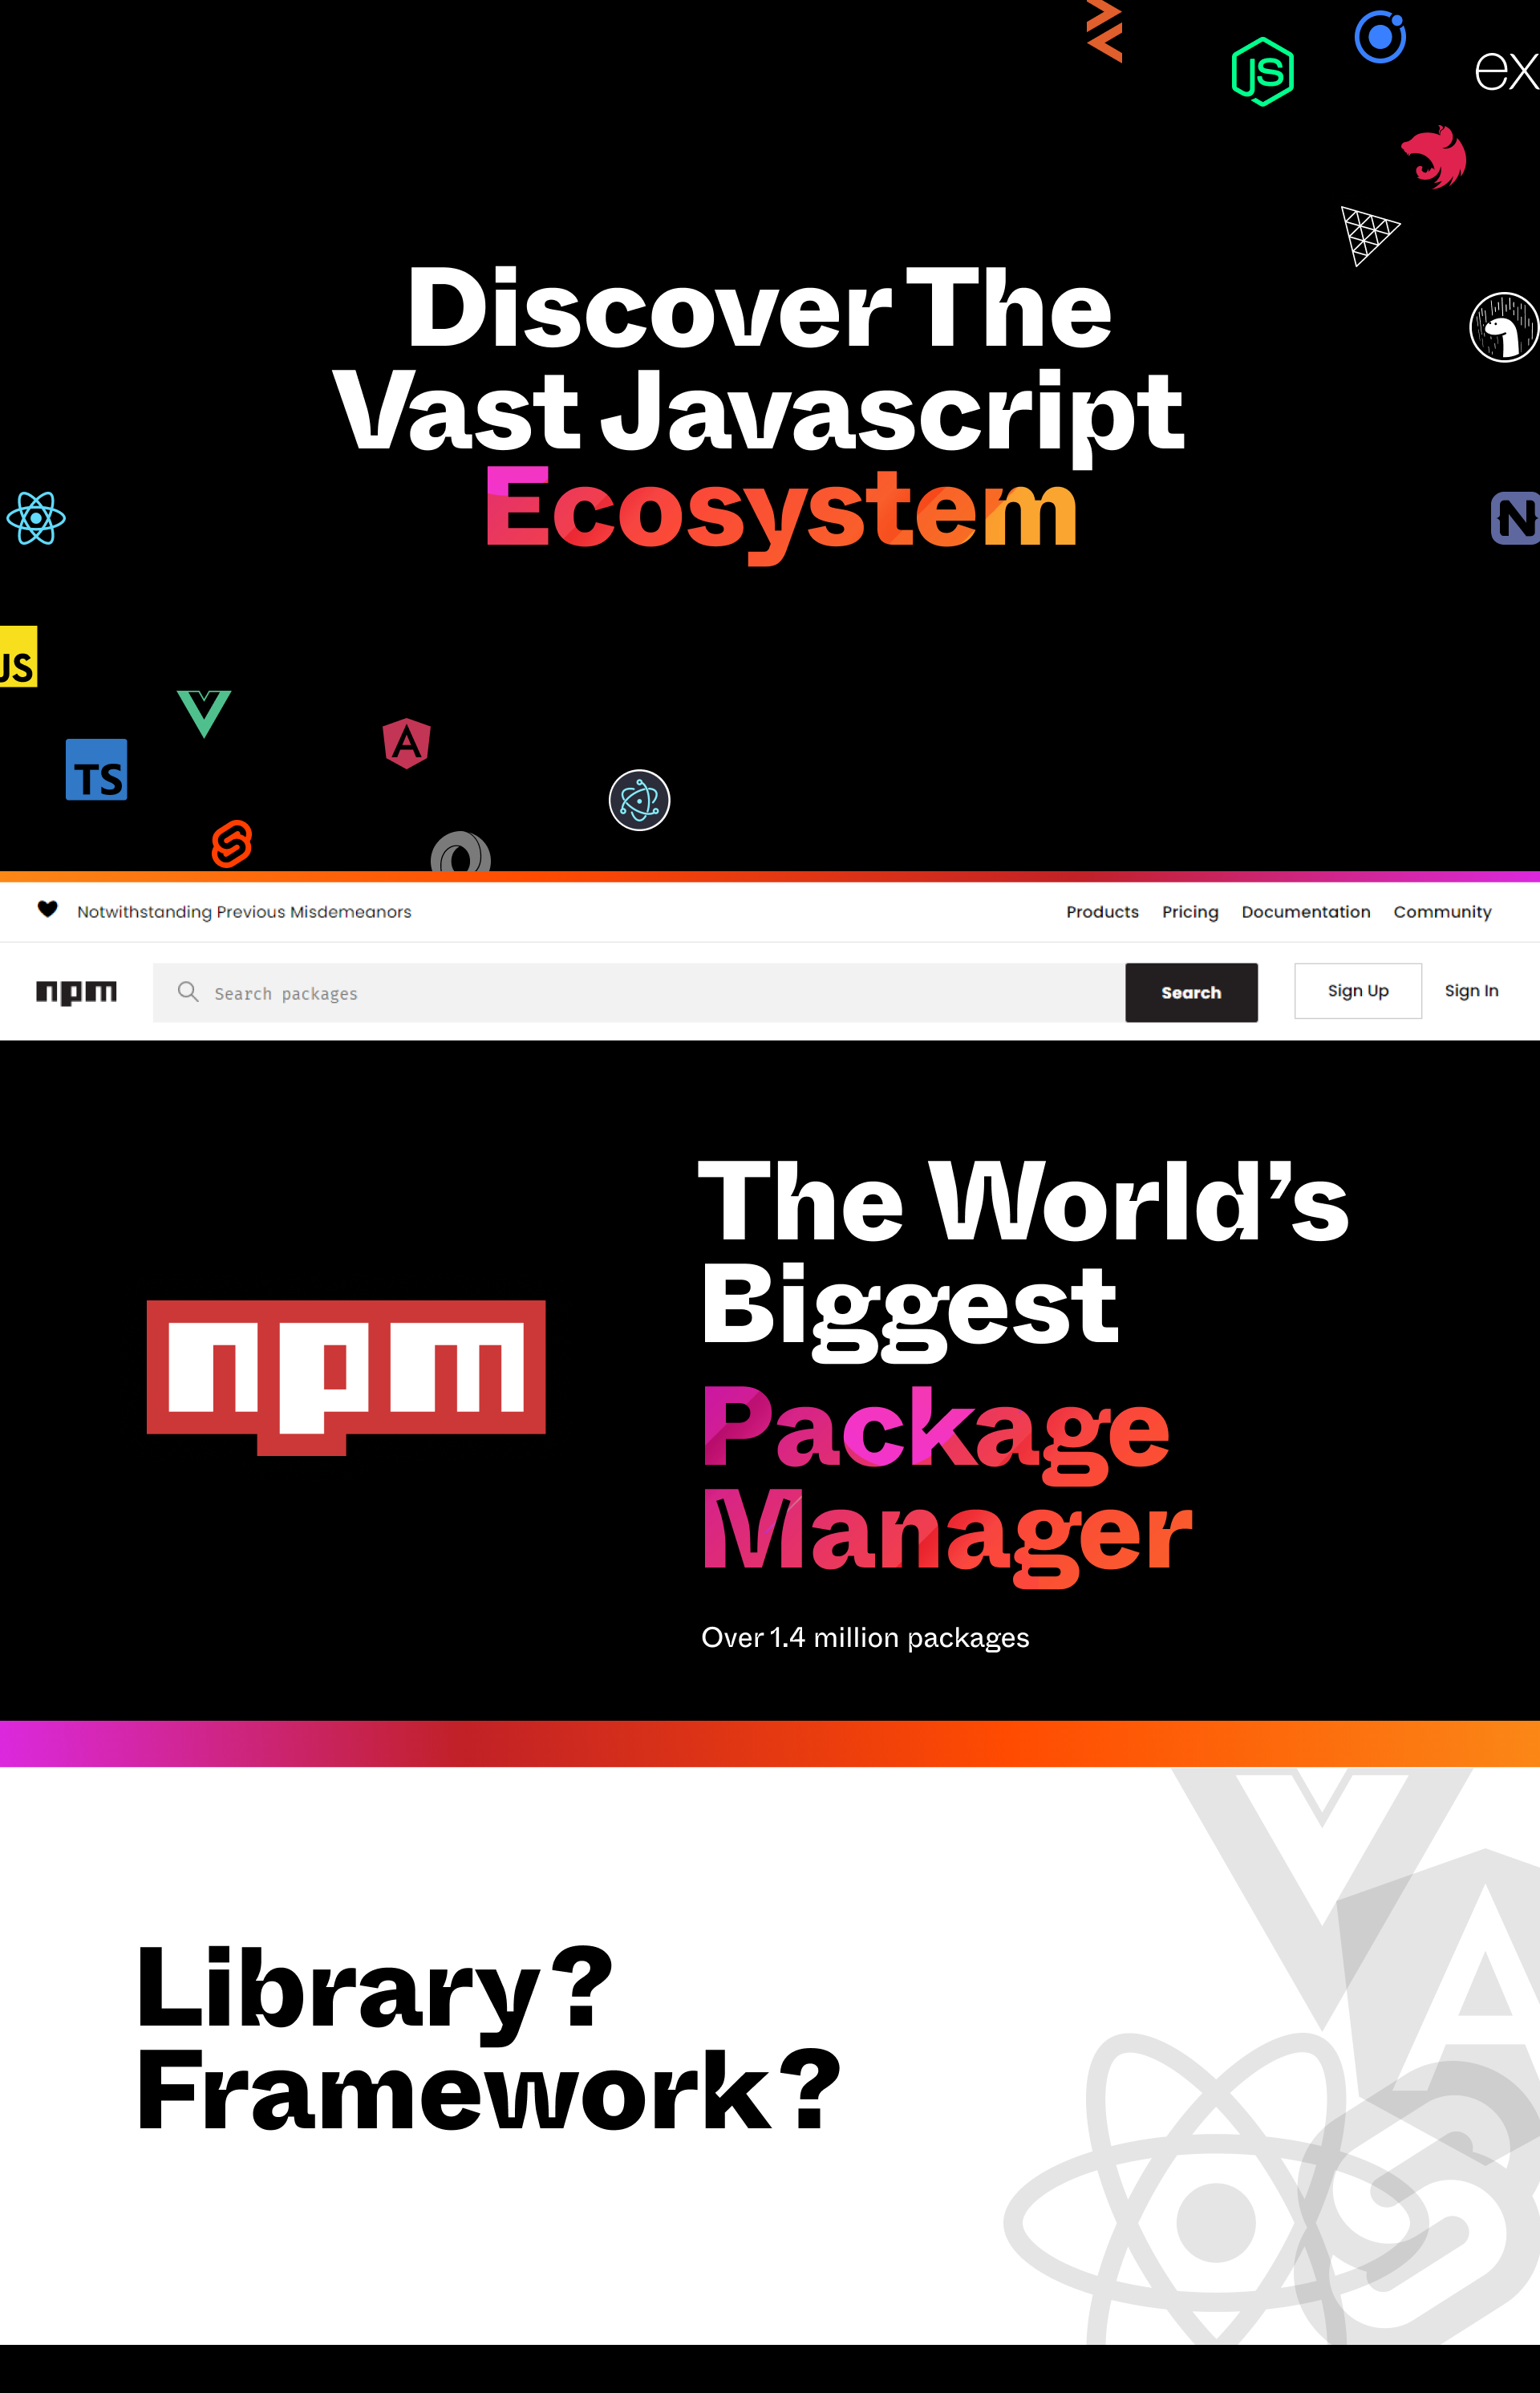 JS
ex
Discover The
Vast Javascript
Ecosystem
N
JS
TS
A
Notwithstanding Previous Misdemeanors
Products Pricing Documentation Community
npm
Search packages
Search
Sign Up
Sign In
The World’s
Biggest
npm
Package
Manager
Over 1.4 million packages
A
Library?
Framework?